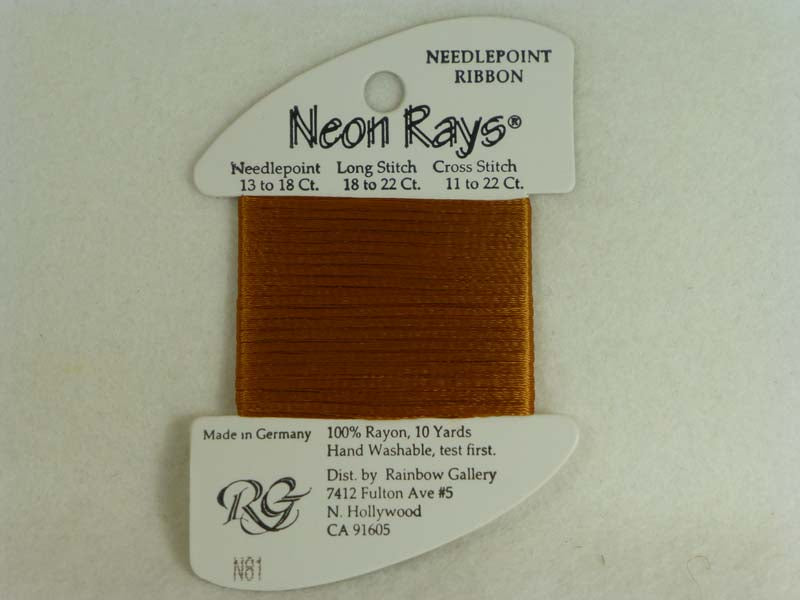 NEEDLEPOINT
RIBBON
Neon Rays®
Needlepoint Long Stitch Cross Stitch
13 to 18 Ct. 18 to 22 Ct. 11 to 22 Ct.
Made in Germany
100% Rayon, 10 Yards
Hand Washable, test first.
Dist. by Rainbow Gallery
7412 Fulton Ave #5
N. Hollywood
CA 91605
RG
N81